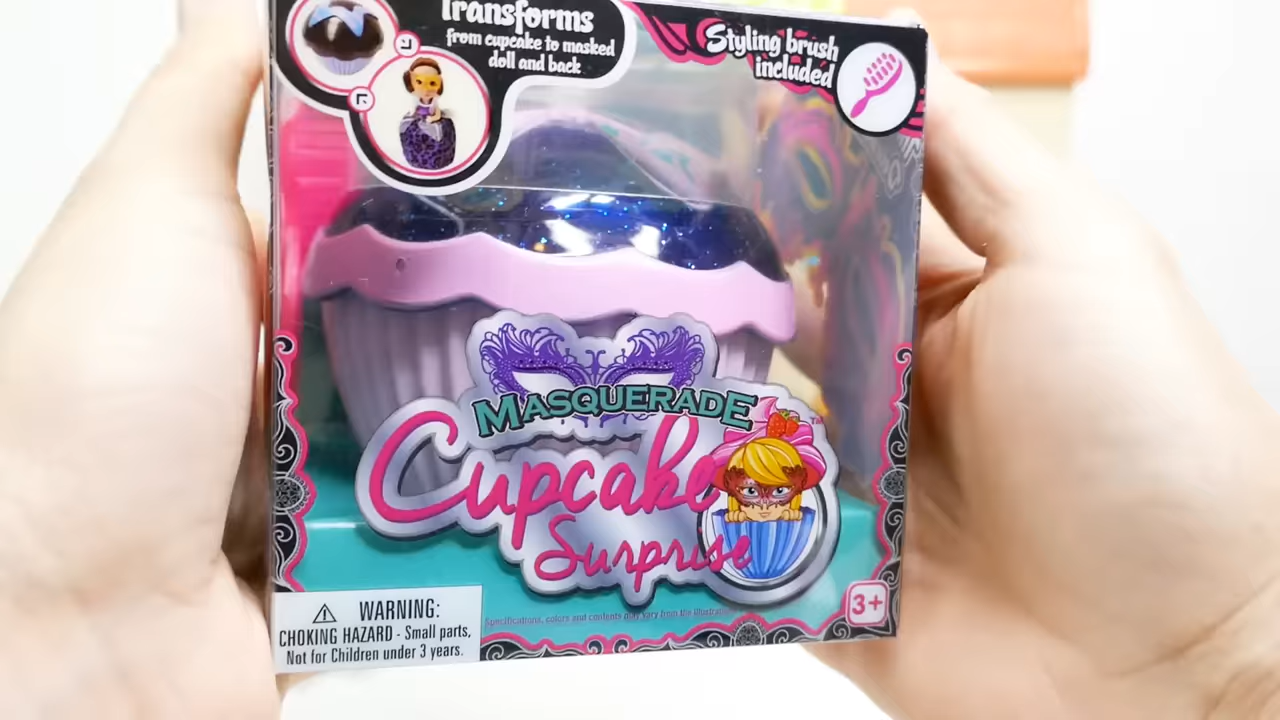 Transforms
from cupcake to masked
doll and back
Styling brush
included
MASQUERADE
Cupcake
Surprise
TM
3+
WARNING:
CHOKING HAZARD - Small parts,
Not for Children under 3 years.
Specifications, colors and contents may vary from the illustrations